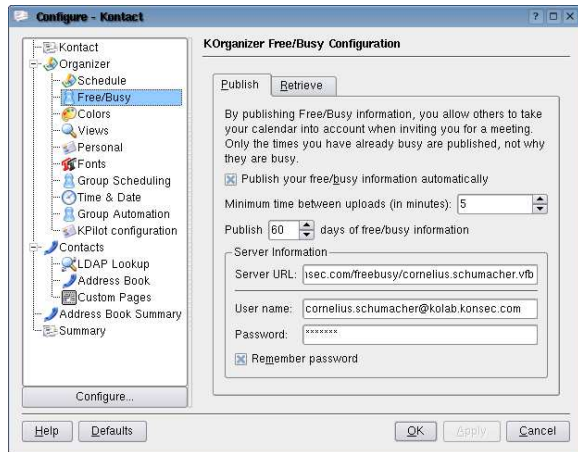 Configure - Kontact
Kontact
Organizer
Schedule
Free/Busy
Colors
Views
Personal
Fonts
Group Scheduling
Time & Date
Group Automation
KPilot configuration
Contacts
LDAP Lookup
Address Book
Custom Pages
Address Book Summary
Summary
Configure...
KOrganizer Free/Busy Configuration
Publish
Retrieve
By publishing Free/Busy information, you allow others to take
your calendar into account when inviting you for a meeting.
Only the times you have already busy are published, not why
they are busy.
Publish your free/busy information automatically
Minimum time between uploads (in minutes): 5
Publish 60 days of free/busy information
Server Information
Server URL: nsec.com/freebusy/cornelius.schumacher.vfb
User name: cornelius.schumacher@kolab.konsec.com
Password: *******
Remember password
Help
Defaults
OK
Apply
Cancel